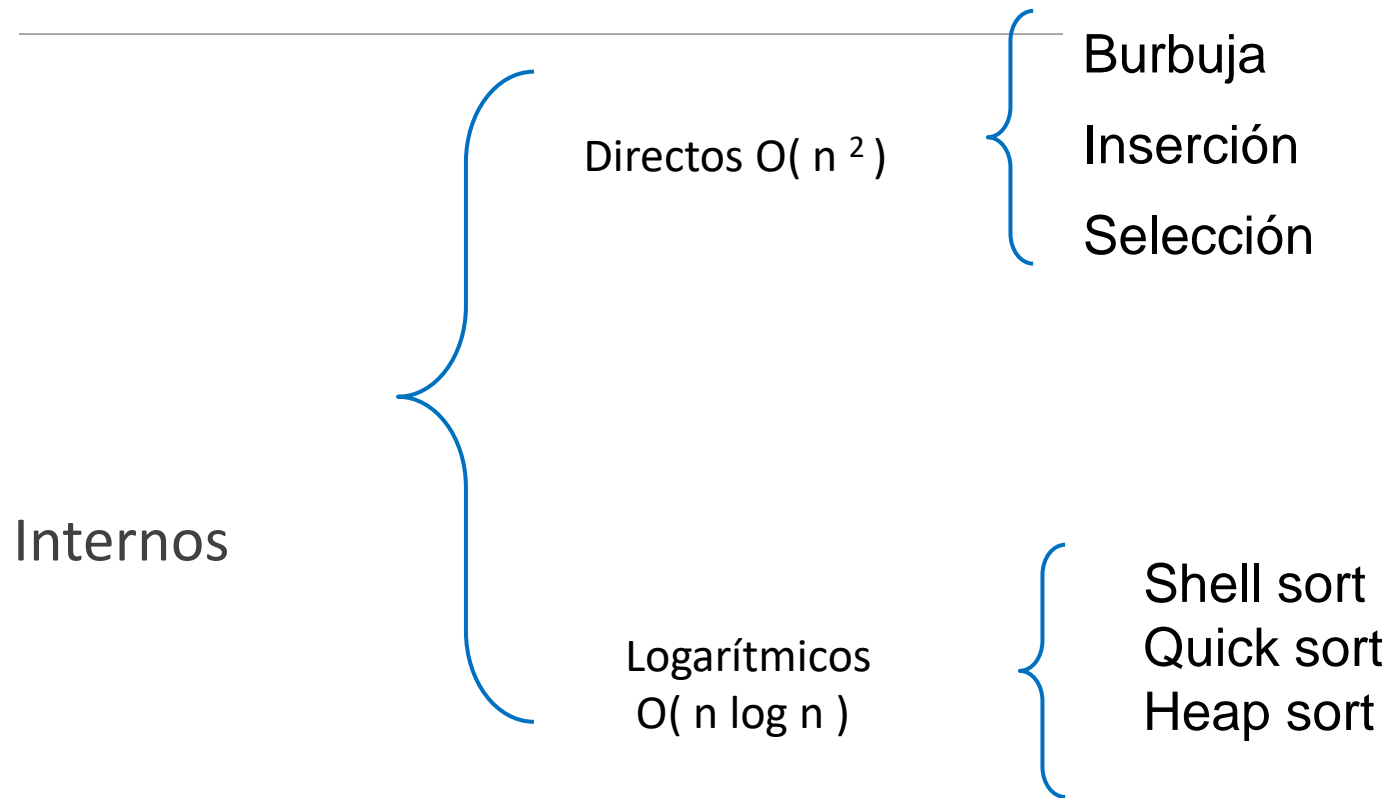 Internos
Directos O( n ² )
Burbuja
Inserción
Selección
Logarítmicos
O( n log n )
Shell sort
Quick sort
Heap sort